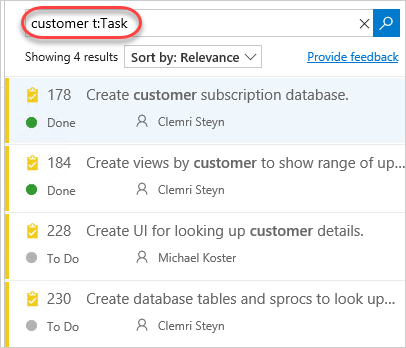 customer t:Task
Showing 4 results Sort by: Relevance Provide feedback
178 Create customer subscription database.
Done Clemri Steyn
184 Create views by customer to show range of up...
Done Clemri Steyn
228 Create UI for looking up customer details.
To Do Michael Koster
230 Create database tables and sprocs to look up...
To Do Clemri Steyn